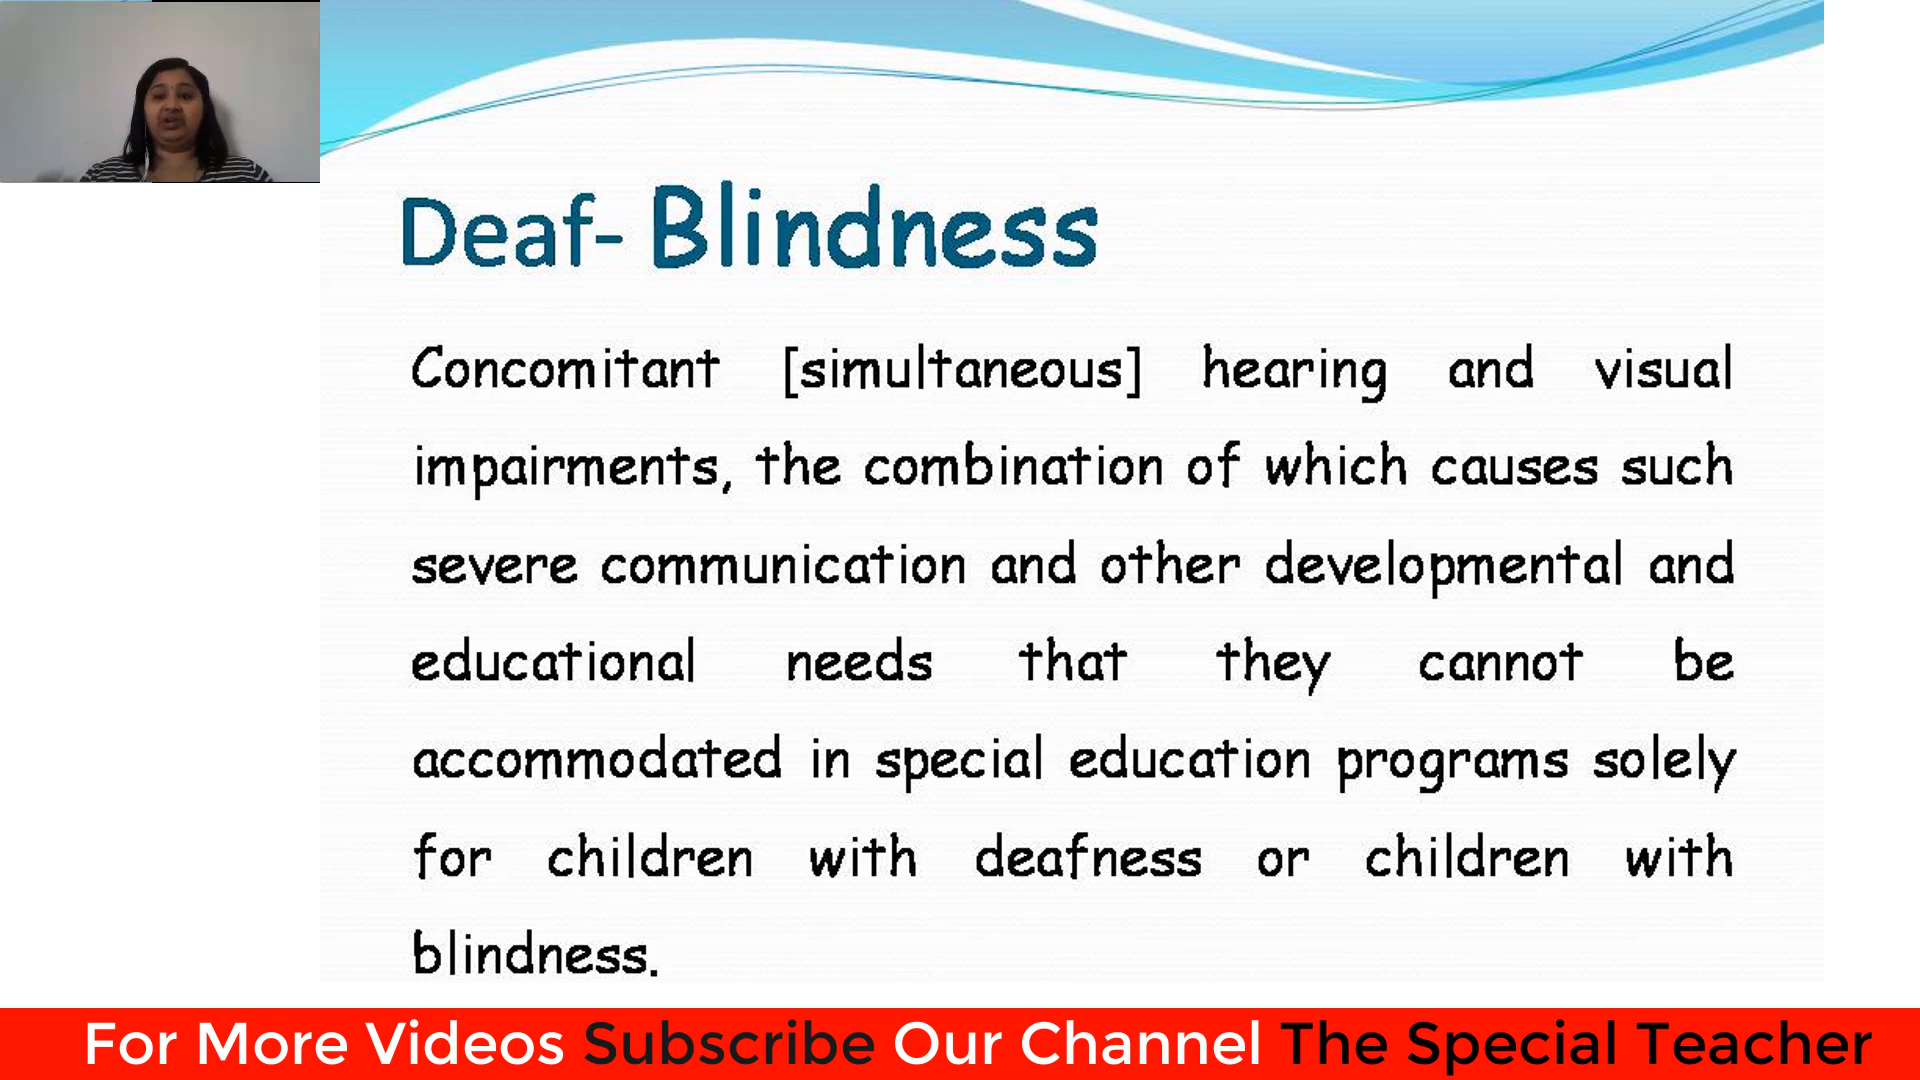 Deaf- Blindness
Concomitant [simultaneous] hearing and visual
impairments, the combination of which causes such
severe communication and other developmental and
educational needs that they cannot be
accommodated in special education programs solely
for children with deafness or children with
blindness.
For More Videos Subscribe Our Channel The Special Teacher